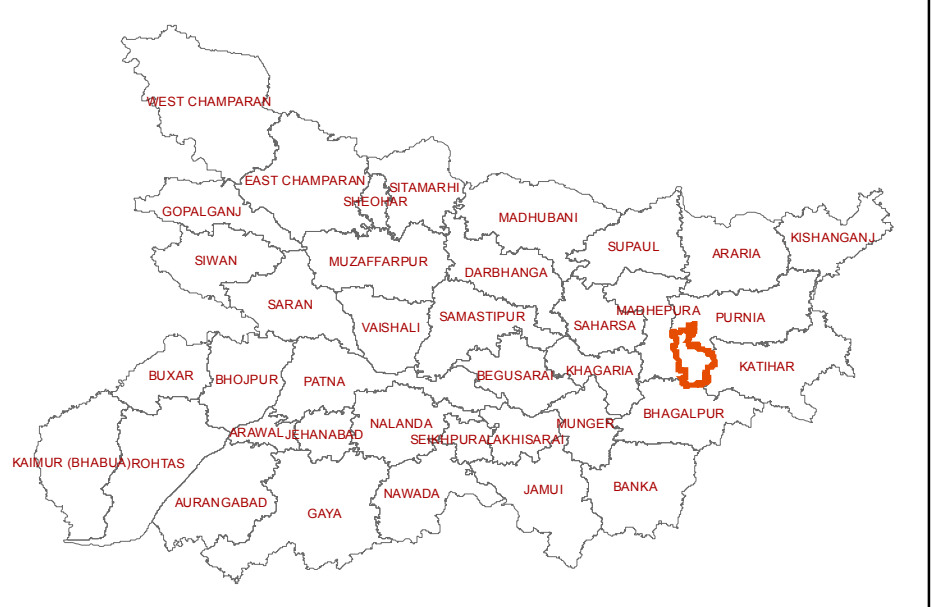 WEST CHAMPARAN
EAST CHAMPARAN
SITAMARHI
SHEOHAR
GOPALGANJ
MADHUBANI
KISHANGANJ
SUPAUL
ARARIA
SIWAN
MUZAFFARPUR
DARBHANGA
SARAN
MADHEPURA
PURNIA
SAMASTIPUR
VAISHALI
SAHARSA
KATIHAR
KHAGARIA
BUXAR
BHOJPUR
PATNA
BEGUSARAI
BHAGALPUR
NALANDA
MUNGER
ARAWAL
JEHANABAD
SEIKHPURA
LAKHISARAI
KAIMUR (BHABUA)
ROHTAS
BANKA
JAMUI
NAWADA
AURANGABAD
GAYA